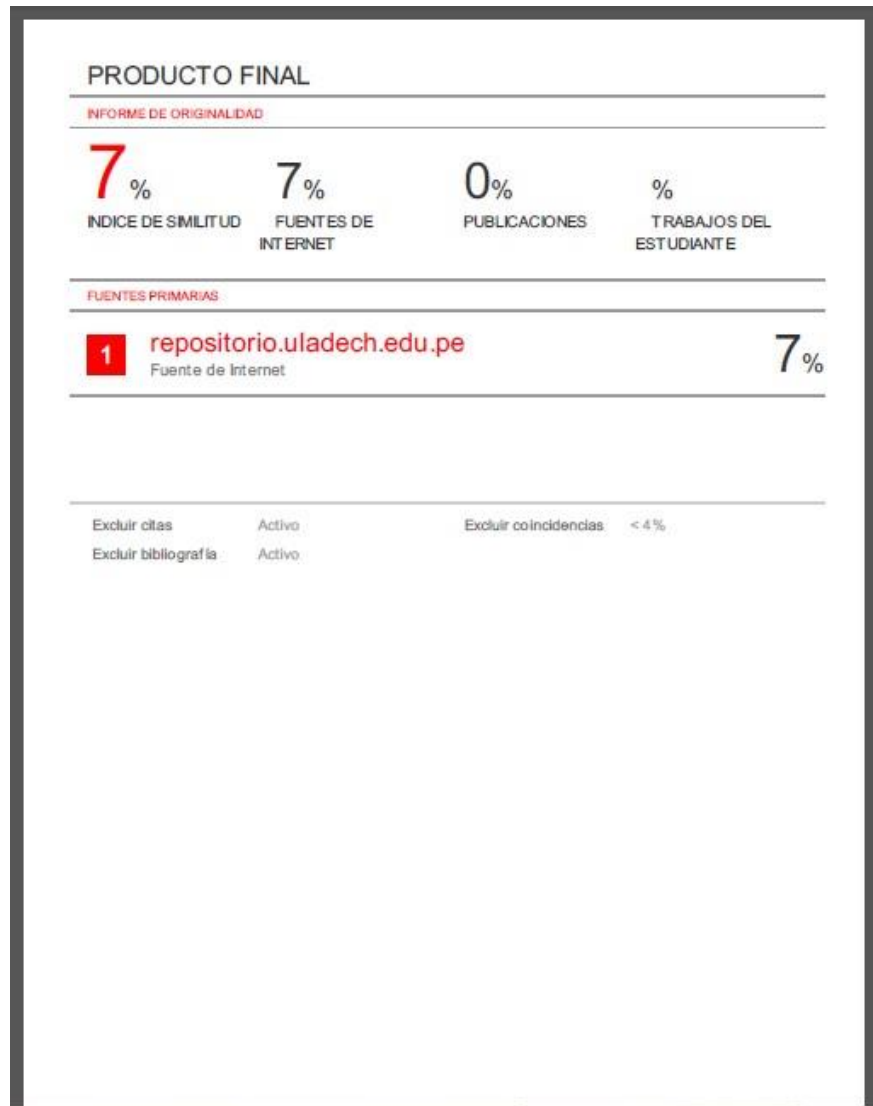 PRODUCTO FINAL
INFORME DE ORIGINALIDAD
7% 7% 0% %
INDICE DE SIMILITUD FUENTES DE INTERNET PUBLICACIONES TRABAJOS DEL ESTUDIANTE
FUENTES PRIMARIAS
1 repositorio.uladech.edu.pe 7%
Fuente de Internet
Excluir citas Activo Excluir coincidencias < 4%
Excluir bibliografía Activo